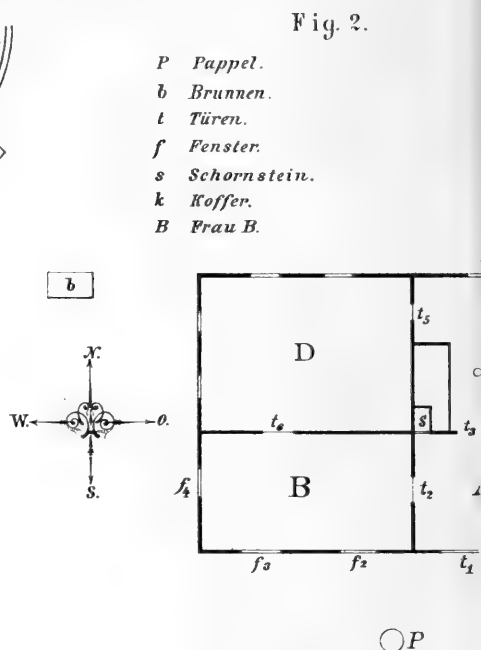 Fig. 2.
P Pappel.
b Brunnen.
t Türen.
f Fenster.
s Schornstein.
k Koffer.
B Frau B.
b
t5
D
N.
W. O.
s t3
t6
S.
f4 B t2
f3 f2 t1
P